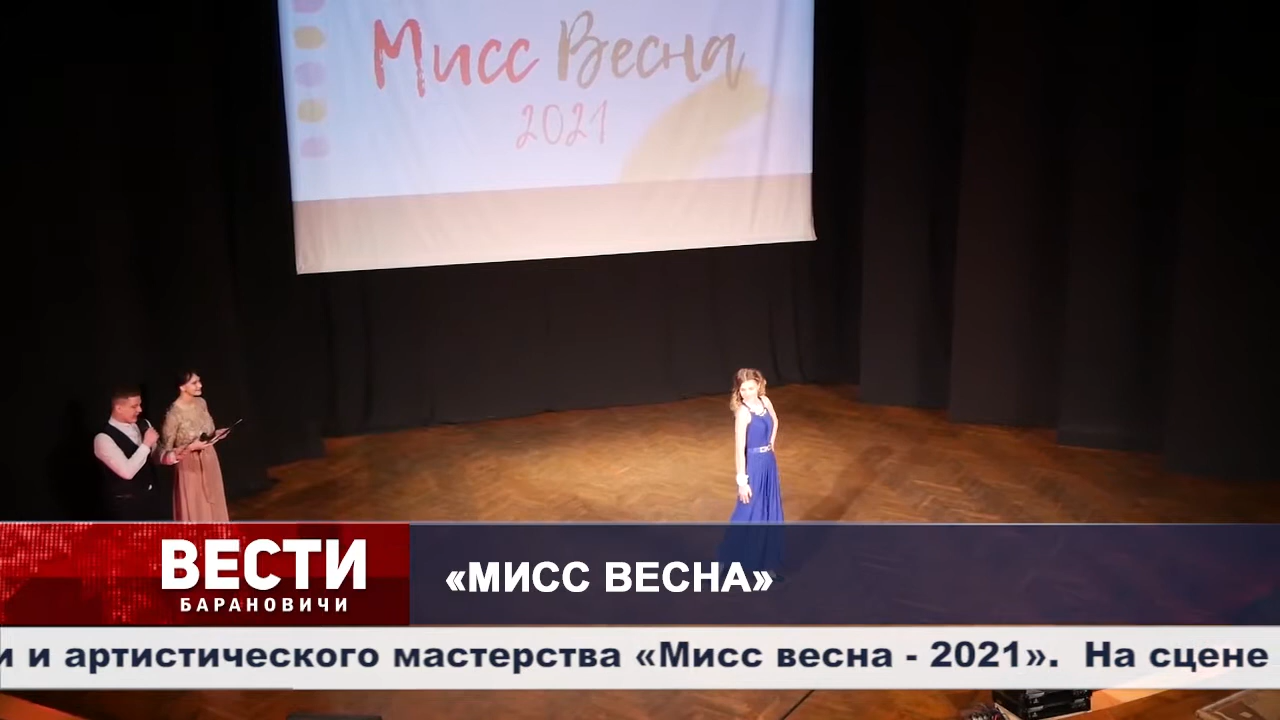 Мисс Весна
2021
ВЕСТИ
БАРАНОВИЧИ
«МИСС ВЕСНА»
и и артистического мастерства «Мисс весна - 2021». На сцене